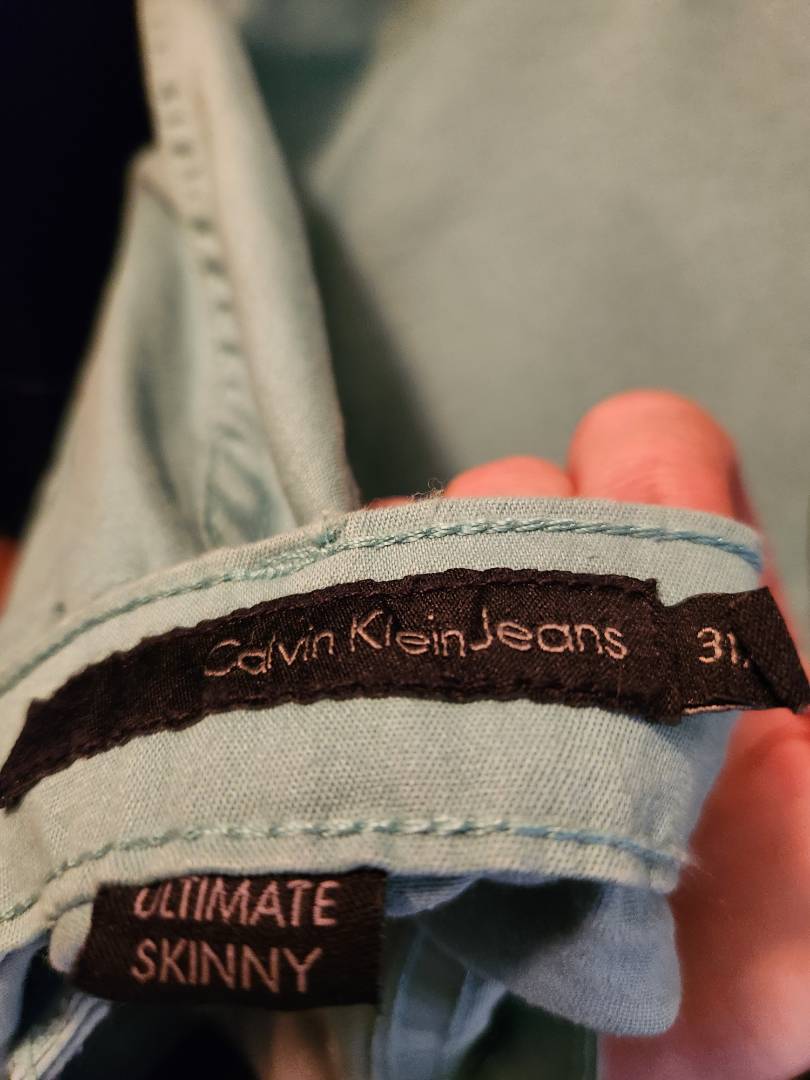 Calvin Klein Jeans
31
ULTIMATE
SKINNY